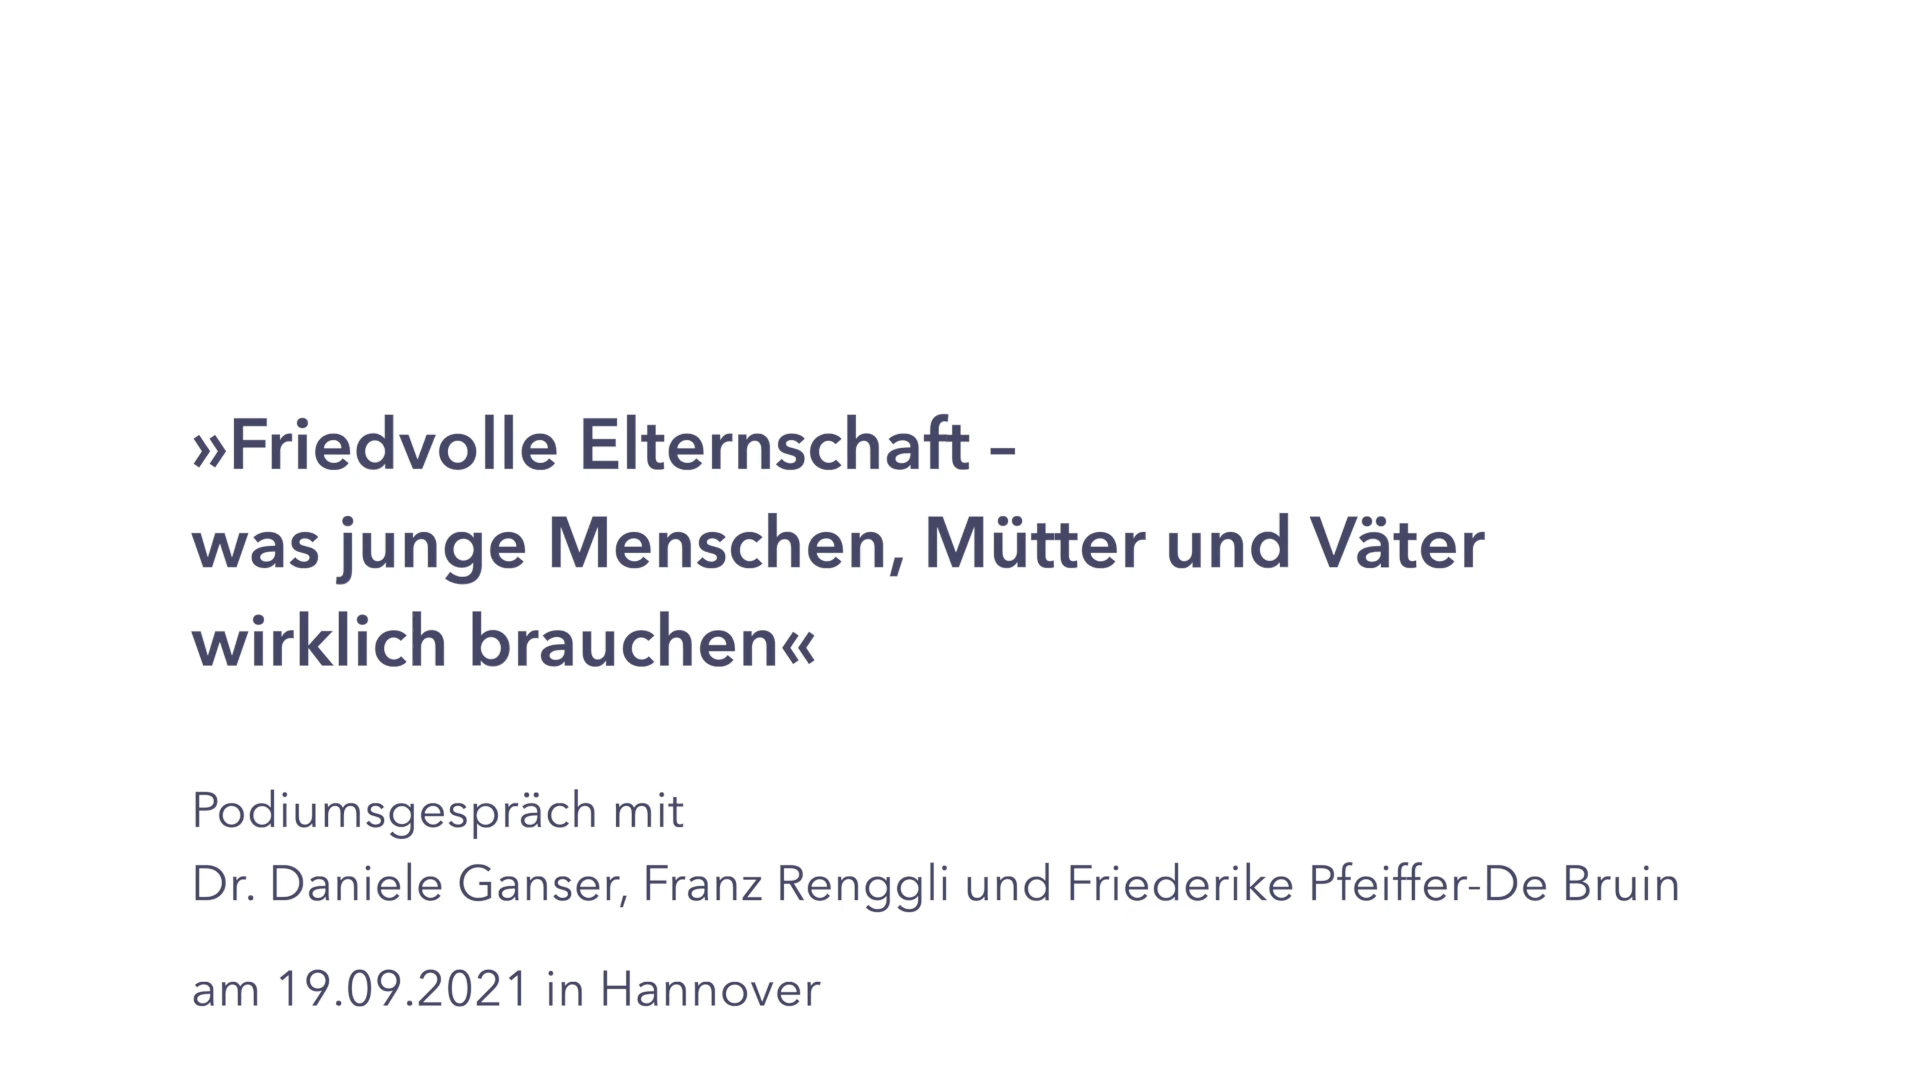 »Friedvolle Elternschaft –
was junge Menschen, Mütter und Väter
wirklich brauchen«
Podiumsgespräch mit
Dr. Daniele Ganser, Franz Renggli und Friederike Pfeiffer-De Bruin
am 19.09.2021 in Hannover